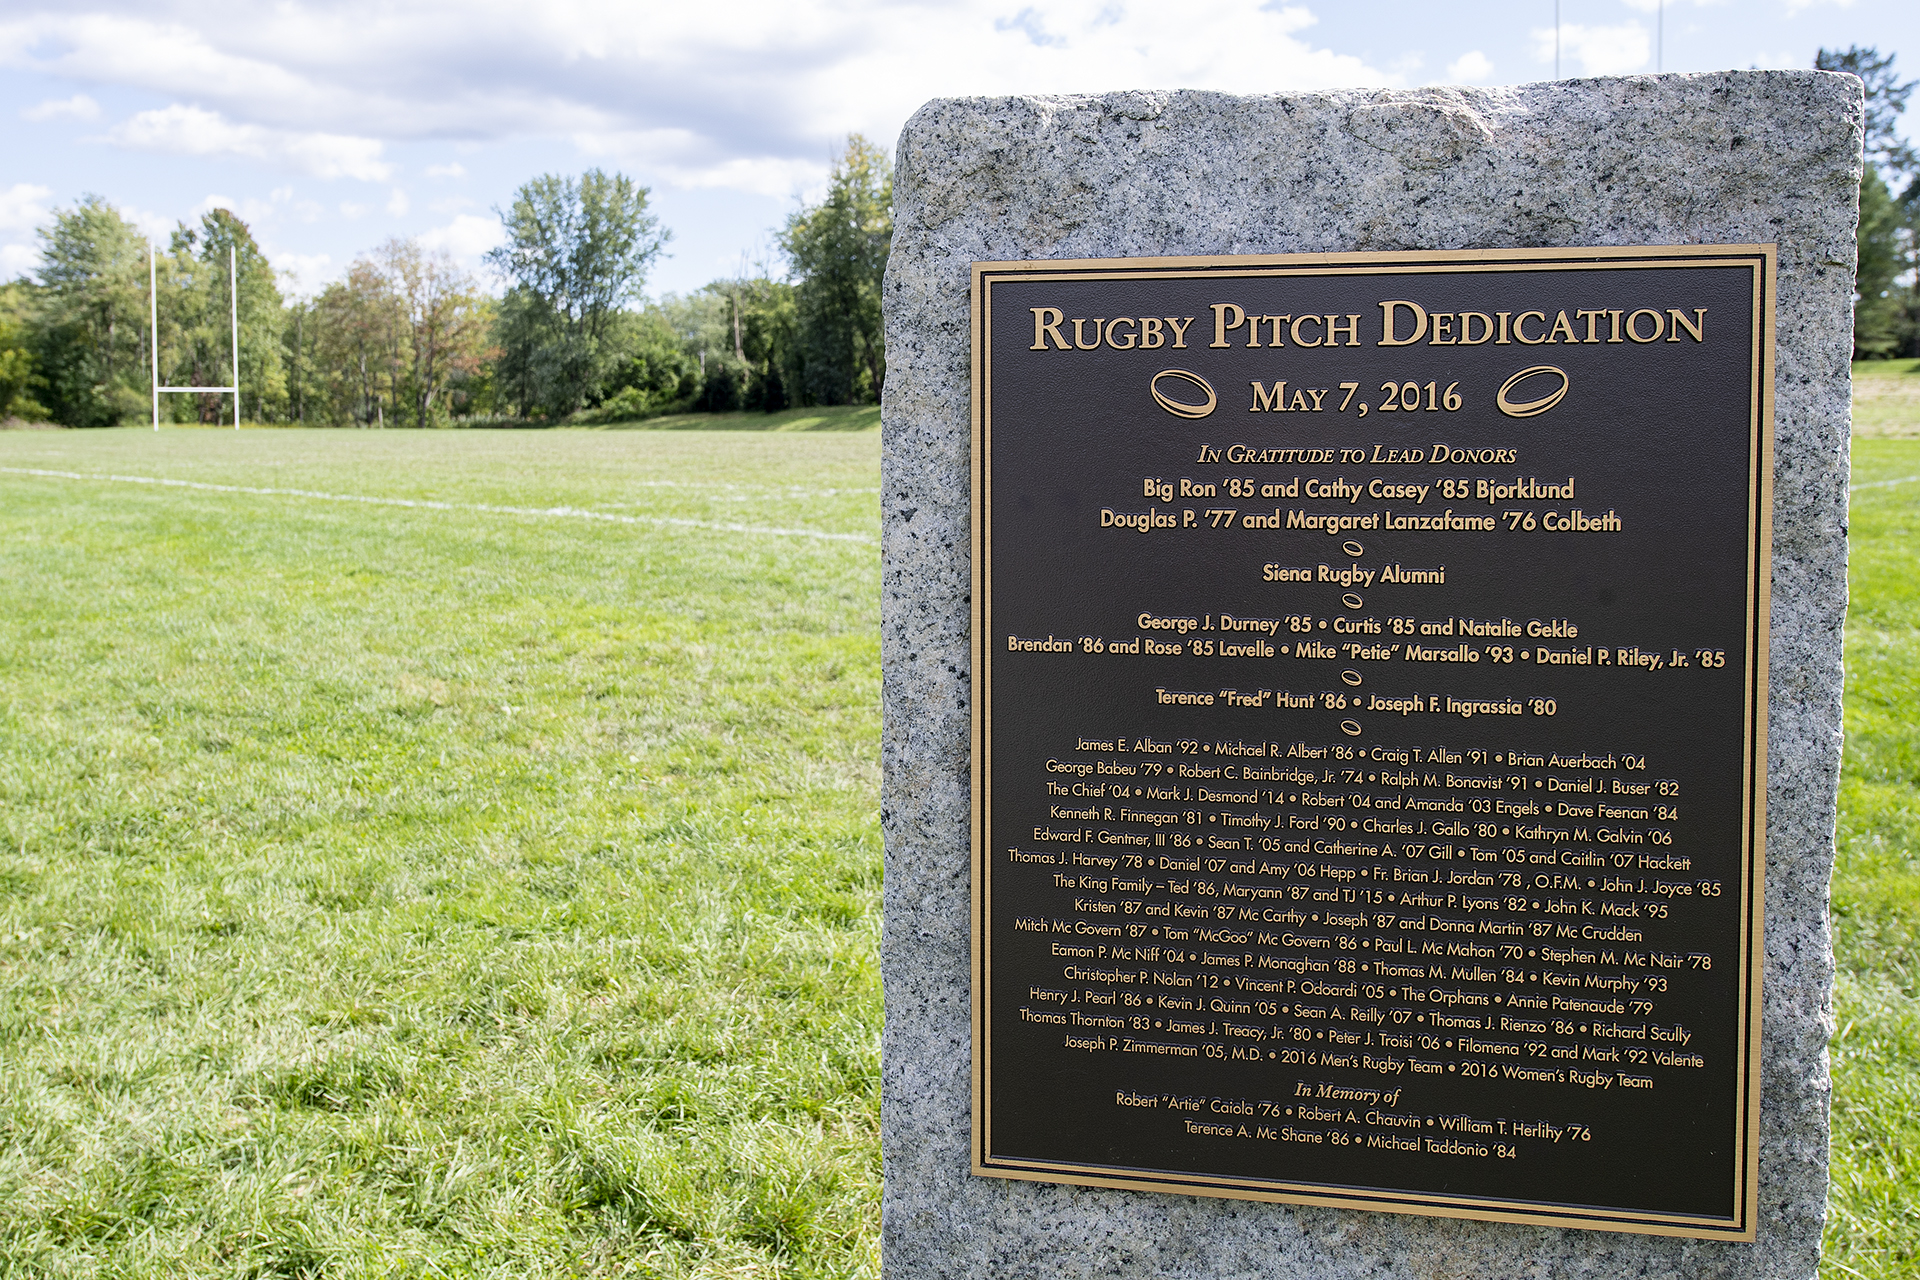 RUGBY PITCH DEDICATION
MAY 7, 2016
IN GRATITUDE TO LEAD DONORS
Big Ron '85 and Cathy Casey '85 Bjorklund
Douglas P. '77 and Margaret Lanzafame '76 Colbeth
Siena Rugby Alumni
George J. Durney '85 • Curtis '85 and Natalie Gekle
Brendan '86 and Rose '85 Lavelle • Mike "Petie" Marsallo '93 • Daniel P. Riley, Jr. '85
Terence "Fred" Hunt '86 • Joseph F. Ingrassia '80
James E. Alban '92 • Michael R. Albert '86 • Craig T. Allen '91 • Brian Auerbach '04
George Babeu '79 • Robert C. Bainbridge, Jr. '74 • Ralph M. Bonavist '91 • Daniel J. Buser '82
The Chief '04 • Mark J. Desmond '14 • Robert '04 and Amanda '03 Engels • Dave Feenan '84
Kenneth R. Finnegan '81 • Timothy J. Ford '90 • Charles J. Gallo '80 • Kathryn M. Galvin '06
Edward F. Gentner, III '86 • Sean T. '05 and Catherine A. '07 Gill • Tom '05 and Caitlin '07 Hackett
Thomas J. Harvey '78 • Daniel '07 and Amy '06 Hepp • Fr. Brian J. Jordan '78 , O.F.M. • John J. Joyce '85
The King Family – Ted '86, Maryann '87 and TJ '15 • Arthur P. Lyons '82 • John K. Mack '95
Kristen '87 and Kevin '87 Mc Carthy • Joseph '87 and Donna Martin '87 Mc Crudden
Mitch Mc Govern '87 • Tom "McGoo" Mc Govern '86 • Paul L. Mc Mahon '70 • Stephen M. Mc Nair '78
Eamon P. Mc Niff '04 • James P. Monaghan '88 • Thomas M. Mullen '84 • Kevin Murphy '93
Christopher P. Nolan '12 • Vincent P. Odoardi '05 • The Orphans • Annie Patenaude '79
Henry J. Pearl '86 • Kevin J. Quinn '05 • Sean A. Reilly '07 • Thomas J. Rienzo '86 • Richard Scully
Thomas Thornton '83 • James J. Treacy, Jr. '80 • Peter J. Troisi '06 • Filomena '92 and Mark '92 Valente
Joseph P. Zimmerman '05, M.D. • 2016 Men's Rugby Team • 2016 Women's Rugby Team
In Memory of
Robert "Artie" Caiola '76 • Robert A. Chauvin • William T. Herlihy '76
Terence A. Mc Shane '86 • Michael Taddonio '84